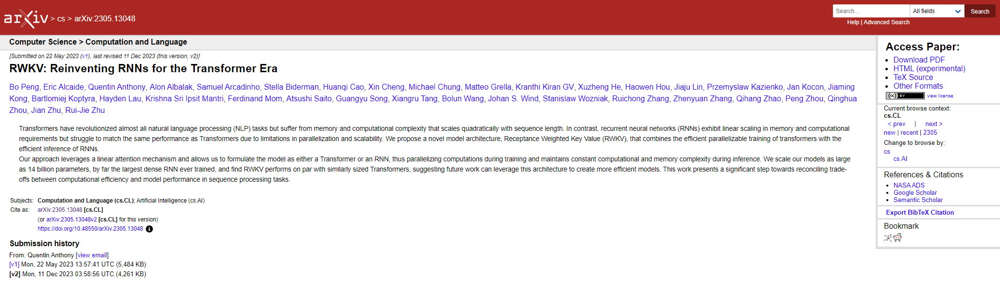 arXiv > cs > arXiv:2305.13048
Search...
All fields
Search
Help | Advanced Search
Computer Science > Computation and Language
[Submitted on 22 May 2023 (v1), last revised 11 Dec 2023 (this version, v2)]
RWKV: Reinventing RNNs for the Transformer Era
Bo Peng, Eric Alcaide, Quentin Anthony, Alon Albalak, Samuel Arcadinho, Stella Biderman, Huanqi Cao, Xin Cheng, Michael Chung, Matteo Grella, Kranthi Kiran GV, Xuzheng He, Haowen Hou, Jiaju Lin, Przemyslaw Kazienko, Jan Kocon, Jiaming
Kong, Bartlomiej Koptyra, Hayden Lau, Krishna Sri Ipsit Mantri, Ferdinand Mom, Atsushi Saito, Guangyu Song, Xiangru Tang, Bolun Wang, Johan S. Wind, Stanislaw Wozniak, Ruichong Zhang, Zhenyuan Zhang, Qihang Zhao, Peng Zhou, Qinghua
Zhou, Jian Zhu, Rui-Jie Zhu
Transformers have revolutionized almost all natural language processing (NLP) tasks but suffer from memory and computational complexity that scales quadratically with sequence length. In contrast, recurrent neural networks (RNNs) exhibit linear scaling in memory and computational
requirements but struggle to match the same performance as Transformers due to limitations in parallelization and scalability. We propose a novel model architecture, Receptance Weighted Key Value (RWKV), that combines the efficient parallelizable training of transformers with the
efficient inference of RNNs.
Our approach leverages a linear attention mechanism and allows us to formulate the model as either a Transformer or an RNN, thus parallelizing computations during training and maintains constant computational and memory complexity during inference. We scale our models as large
as 14 billion parameters, by far the largest dense RNN ever trained, and find RWKV performs on par with similarly sized Transformers, suggesting future work can leverage this architecture to create more efficient models. This work presents a significant step towards reconciling trade-
offs between computational efficiency and model performance in sequence processing tasks.
Subjects: Computation and Language (cs.CL); Artificial Intelligence (cs.AI)
Cite as: arXiv:2305.13048 [cs.CL]
(or arXiv:2305.13048v2 [cs.CL] for this version)
https://doi.org/10.48550/arXiv.2305.13048
Submission history
From: Quentin Anthony [view email]
[v1] Mon, 22 May 2023 13:57:41 UTC (5,484 KB)
[v2] Mon, 11 Dec 2023 03:58:56 UTC (4,261 KB)
Access Paper:
Download PDF
HTML (experimental)
TeX Source
Other Formats
(cc) BY view license
Current browse context:
cs.CL
< prev | next >
new | recent | 2305
Change to browse by:
cs
cs.AI
References & Citations
NASA ADS
Google Scholar
Semantic Scholar
Export BibTeX Citation
Bookmark